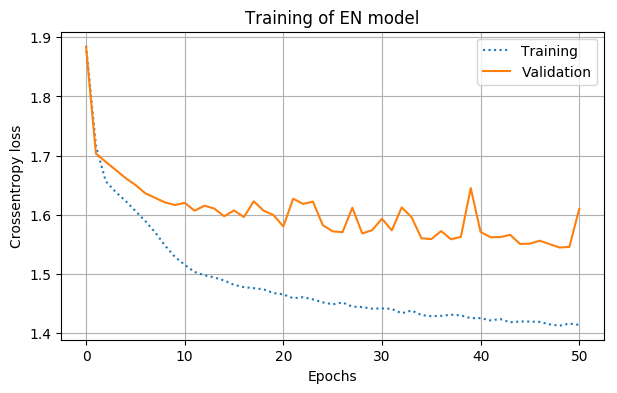 Training of EN model
Training
Validation
Crossentropy loss
1.9
1.8
1.7
1.6
1.5
1.4
0 10 20 30 40 50
Epochs